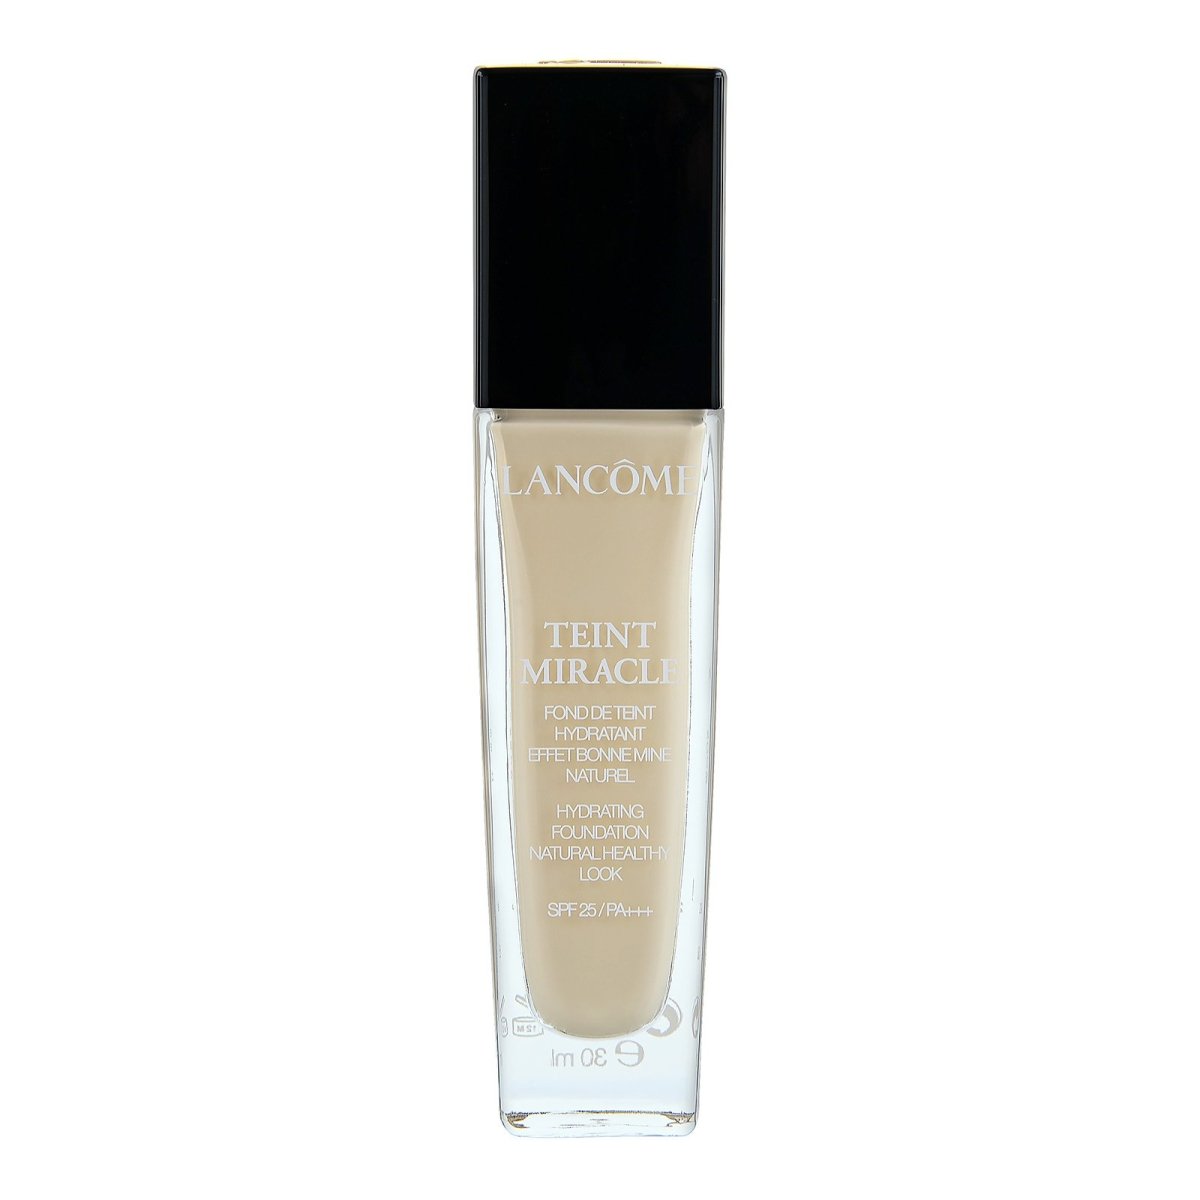 LANCÔME
TEINT
MIRACLE
FOND DE TEINT
HYDRATANT
EFFET BONNE MINE
NATUREL
HYDRATING
FOUNDATION
NATURAL HEALTHY
LOOK
SPF 25 / PA+++
12 M
30 ml e